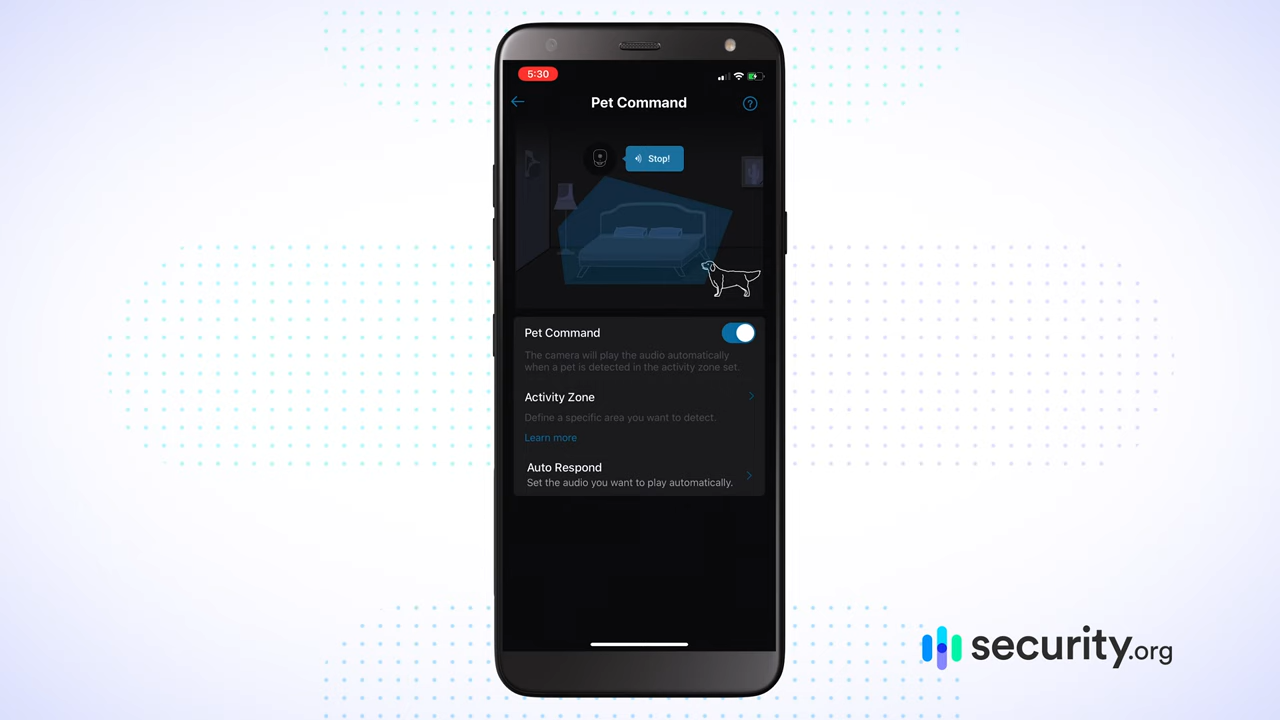 5:30
Pet Command
?
Stop!
Pet Command
The camera will play the audio automatically
when a pet is detected in the activity zone set.
Activity Zone
Define a specific area you want to detect.
Learn more
Auto Respond
Set the audio you want to play automatically.
security.org